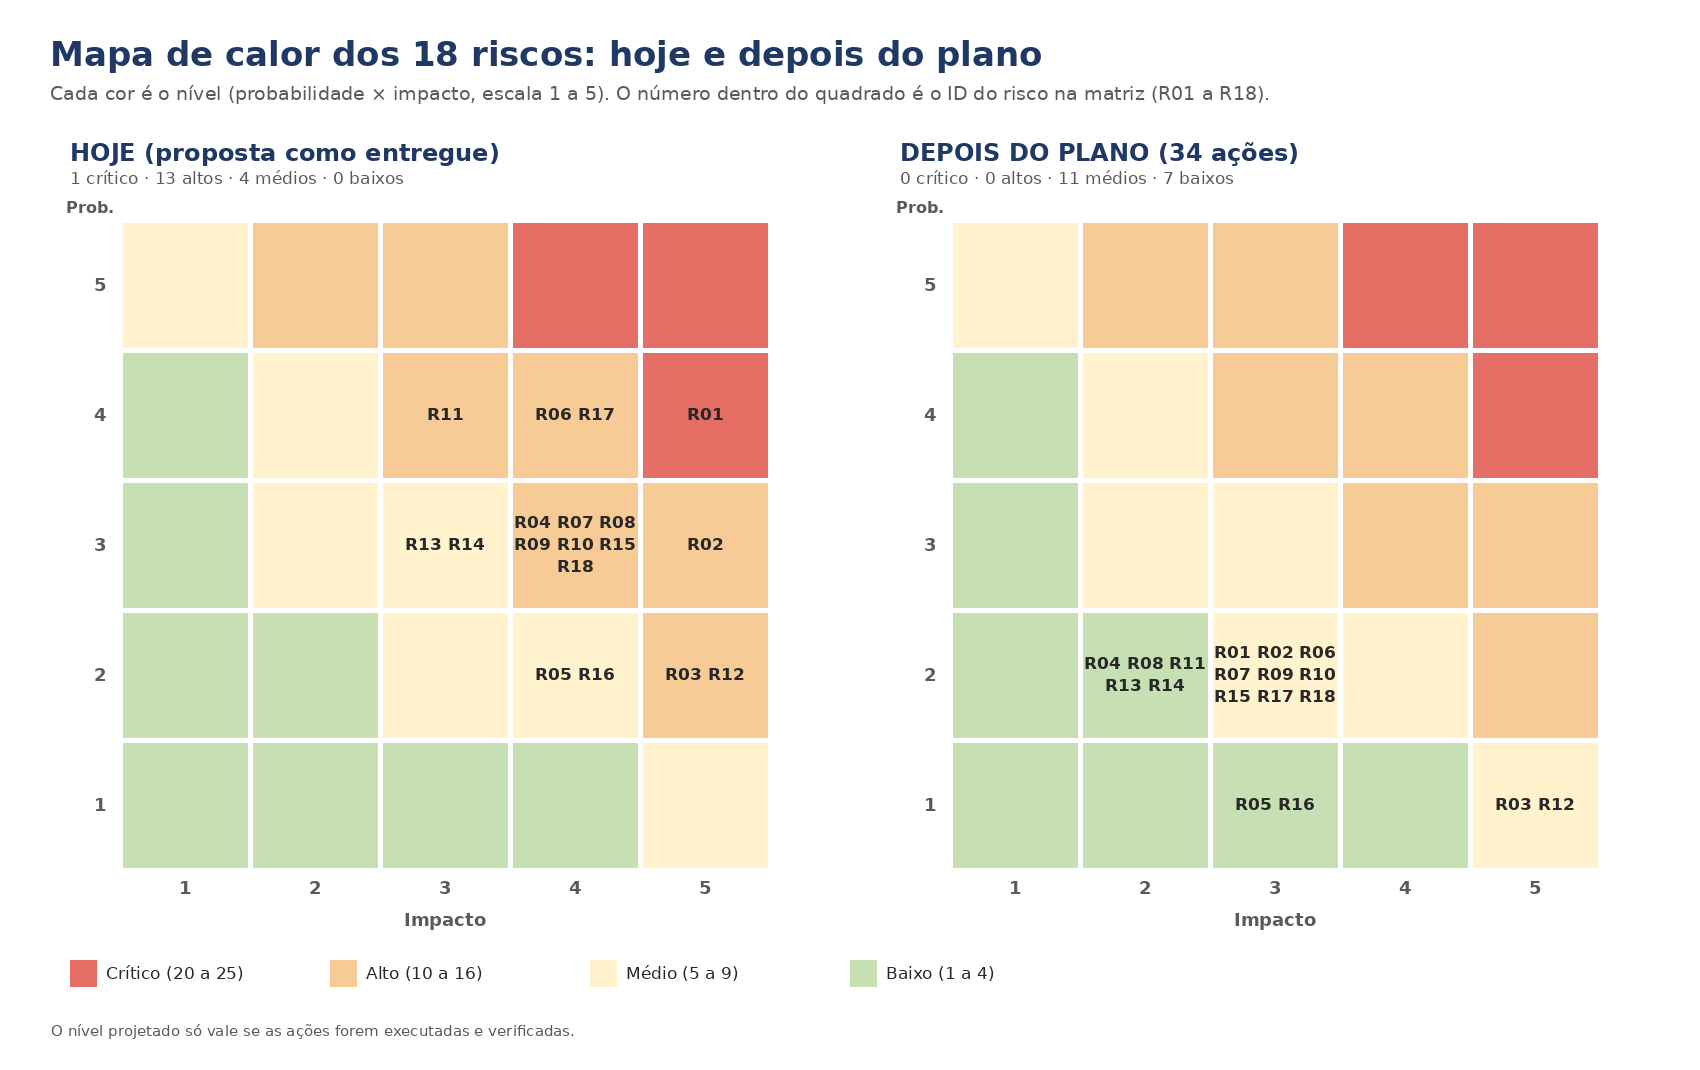 Mapa de calor dos 18 riscos: hoje e depois do plano
Cada cor é o nível (probabilidade × impacto, escala 1 a 5). O número dentro do quadrado é o ID do risco na matriz (R01 a R18).
HOJE (proposta como entregue)
1 crítico · 13 altos · 4 médios · 0 baixos
Prob.
5
4
R11
R06 R17
R01
3
R13 R14
R04 R07 R08
R09 R10 R15
R18
R02
2
R05 R16
R03 R12
1
1
2
3
4
5
Impacto
DEPOIS DO PLANO (34 ações)
0 crítico · 0 altos · 11 médios · 7 baixos
Prob.
5
4
3
2
R04 R08 R11
R13 R14
R01 R02 R06
R07 R09 R10
R15 R17 R18
1
R05 R16
R03 R12
1
2
3
4
5
Impacto
Crítico (20 a 25)
Alto (10 a 16)
Médio (5 a 9)
Baixo (1 a 4)
O nível projetado só vale se as ações forem executadas e verificadas.